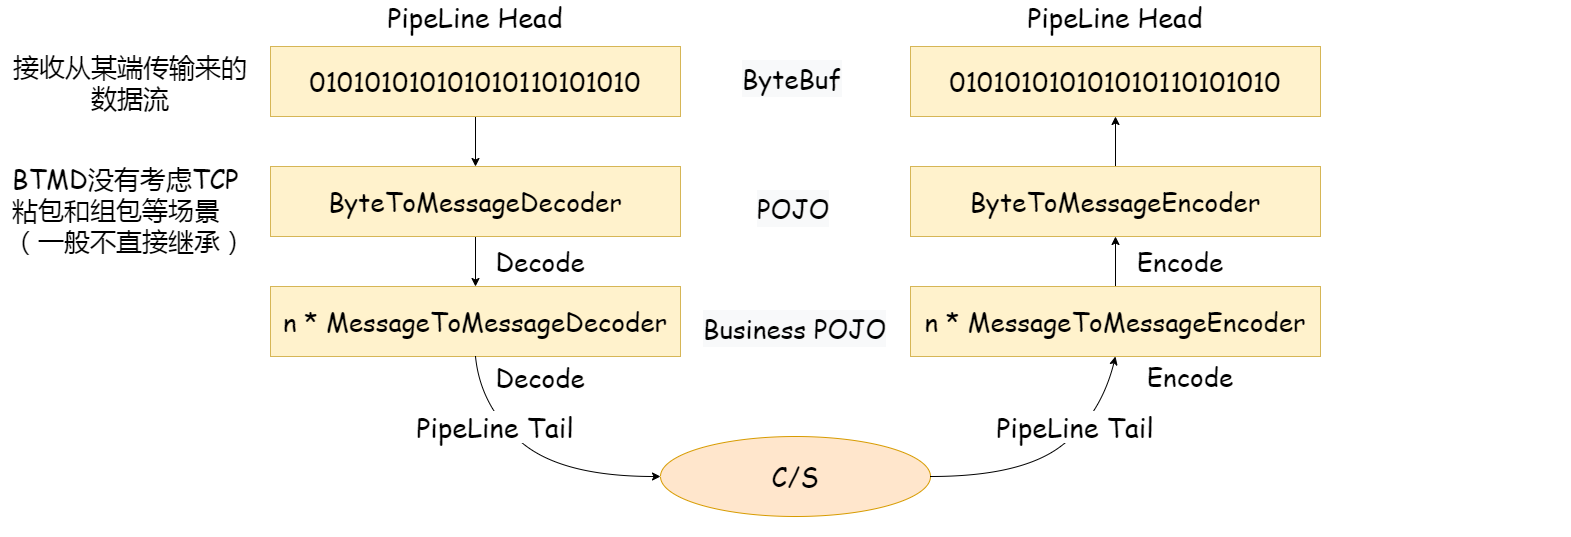 PipeLine Head
PipeLine Head
接收从某端传输来的
数据流
010101010101010110101010
ByteBuf
010101010101010110101010
BTMD没有考虑TCP
粘包和组包等场景
（一般不直接继承）
ByteToMessageDecoder
POJO
ByteToMessageEncoder
Decode
Encode
n * MessageToMessageDecoder
Business POJO
n * MessageToMessageEncoder
Decode
Encode
PipeLine Tail
PipeLine Tail
C/S